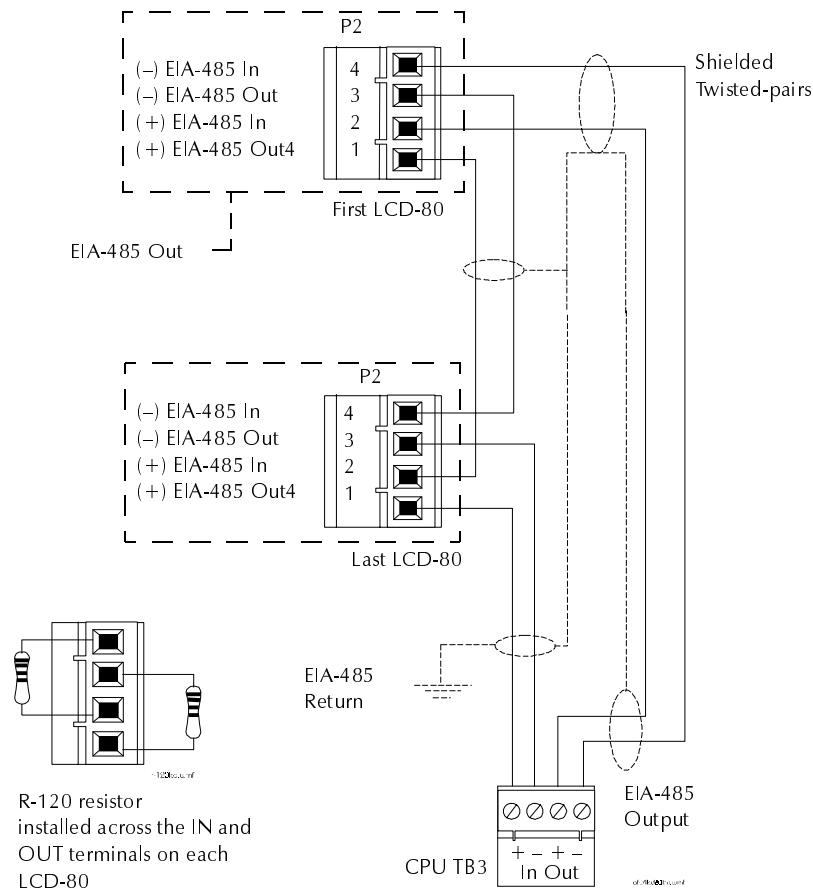 P2
(–) EIA-485 In
(–) EIA-485 Out
(+) EIA-485 In
(+) EIA-485 Out4
4
3
2
1
First LCD-80
Shielded
Twisted-pairs
EIA-485 Out
P2
(–) EIA-485 In
(–) EIA-485 Out
(+) EIA-485 In
(+) EIA-485 Out4
4
3
2
1
Last LCD-80
EIA-485
Return
R-120 resistor
installed across the IN and
OUT terminals on each
LCD-80
EIA-485
Output
CPU TB3
+ – + –
In Out